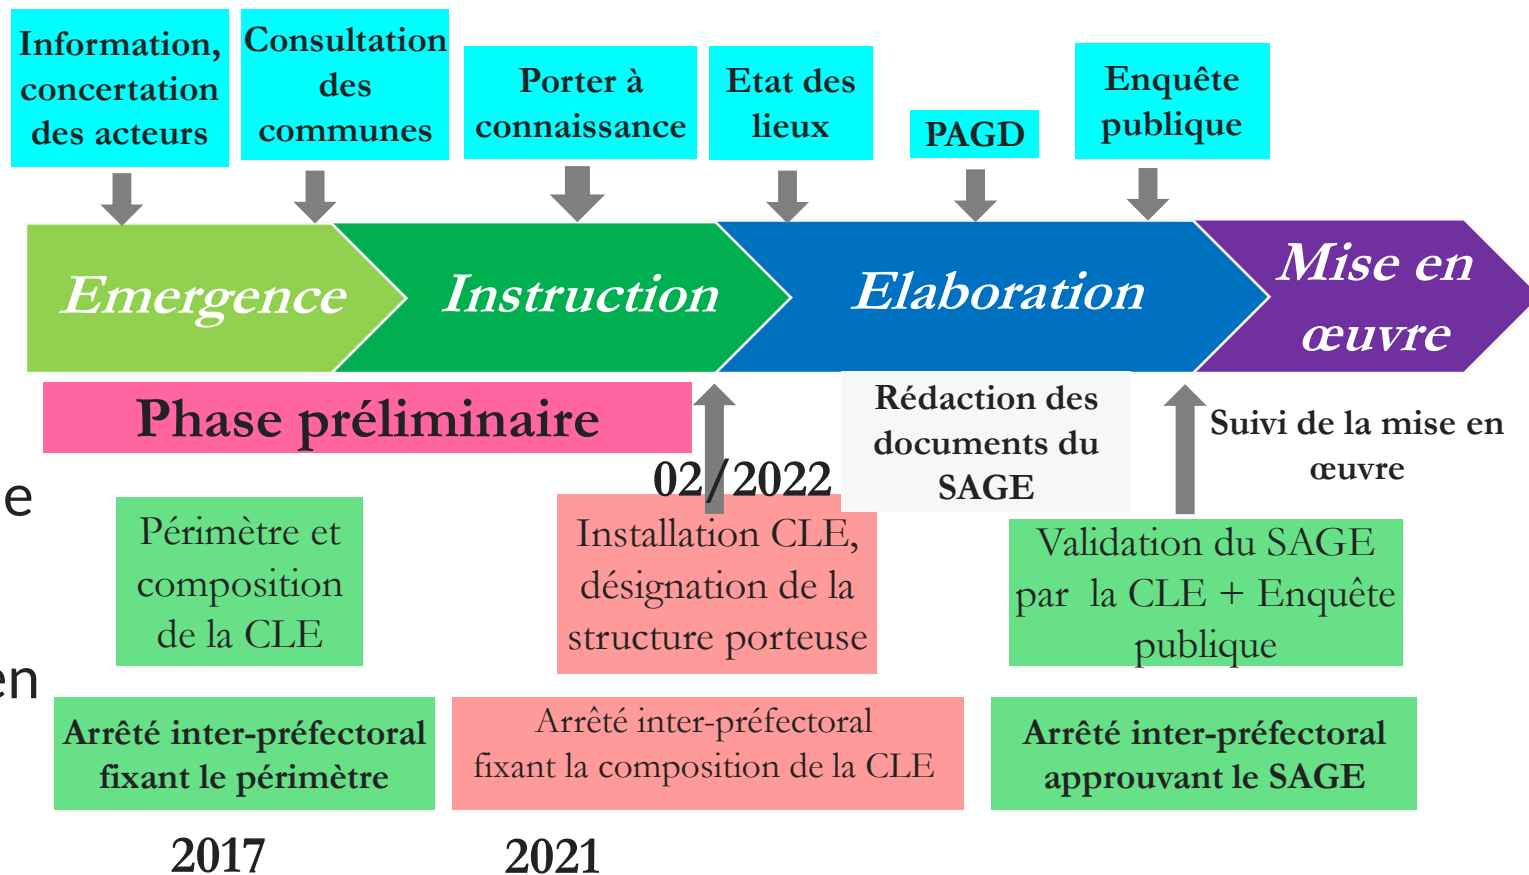 Information,
concertation
des acteurs
Consultation
des
communes
Porter à
connaissance
Etat des
lieux
PAGD
Enquête
publique
Emergence
Instruction
Elaboration
Mise en
œuvre
Phase préliminaire
02/2022
Rédaction des
documents du
SAGE
Suivi de la mise en
œuvre
e
Périmètre et
composition
de la CLE
Installation CLE,
désignation de la
structure porteuse
Validation du SAGE
par la CLE + Enquête
publique
en
Arrêté inter-préfectoral
fixant le périmètre
Arrêté inter-préfectoral
fixant la composition de la CLE
Arrêté inter-préfectoral
approuvant le SAGE
2017
2021